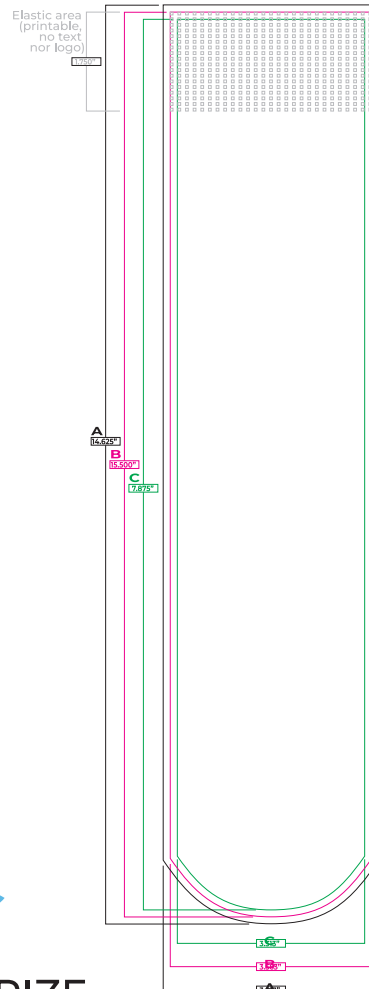 Elastic area
(printable,
no text
nor logo)
1.750"
A
14.625"
B
15.500"
C
7.875"
C
B
A